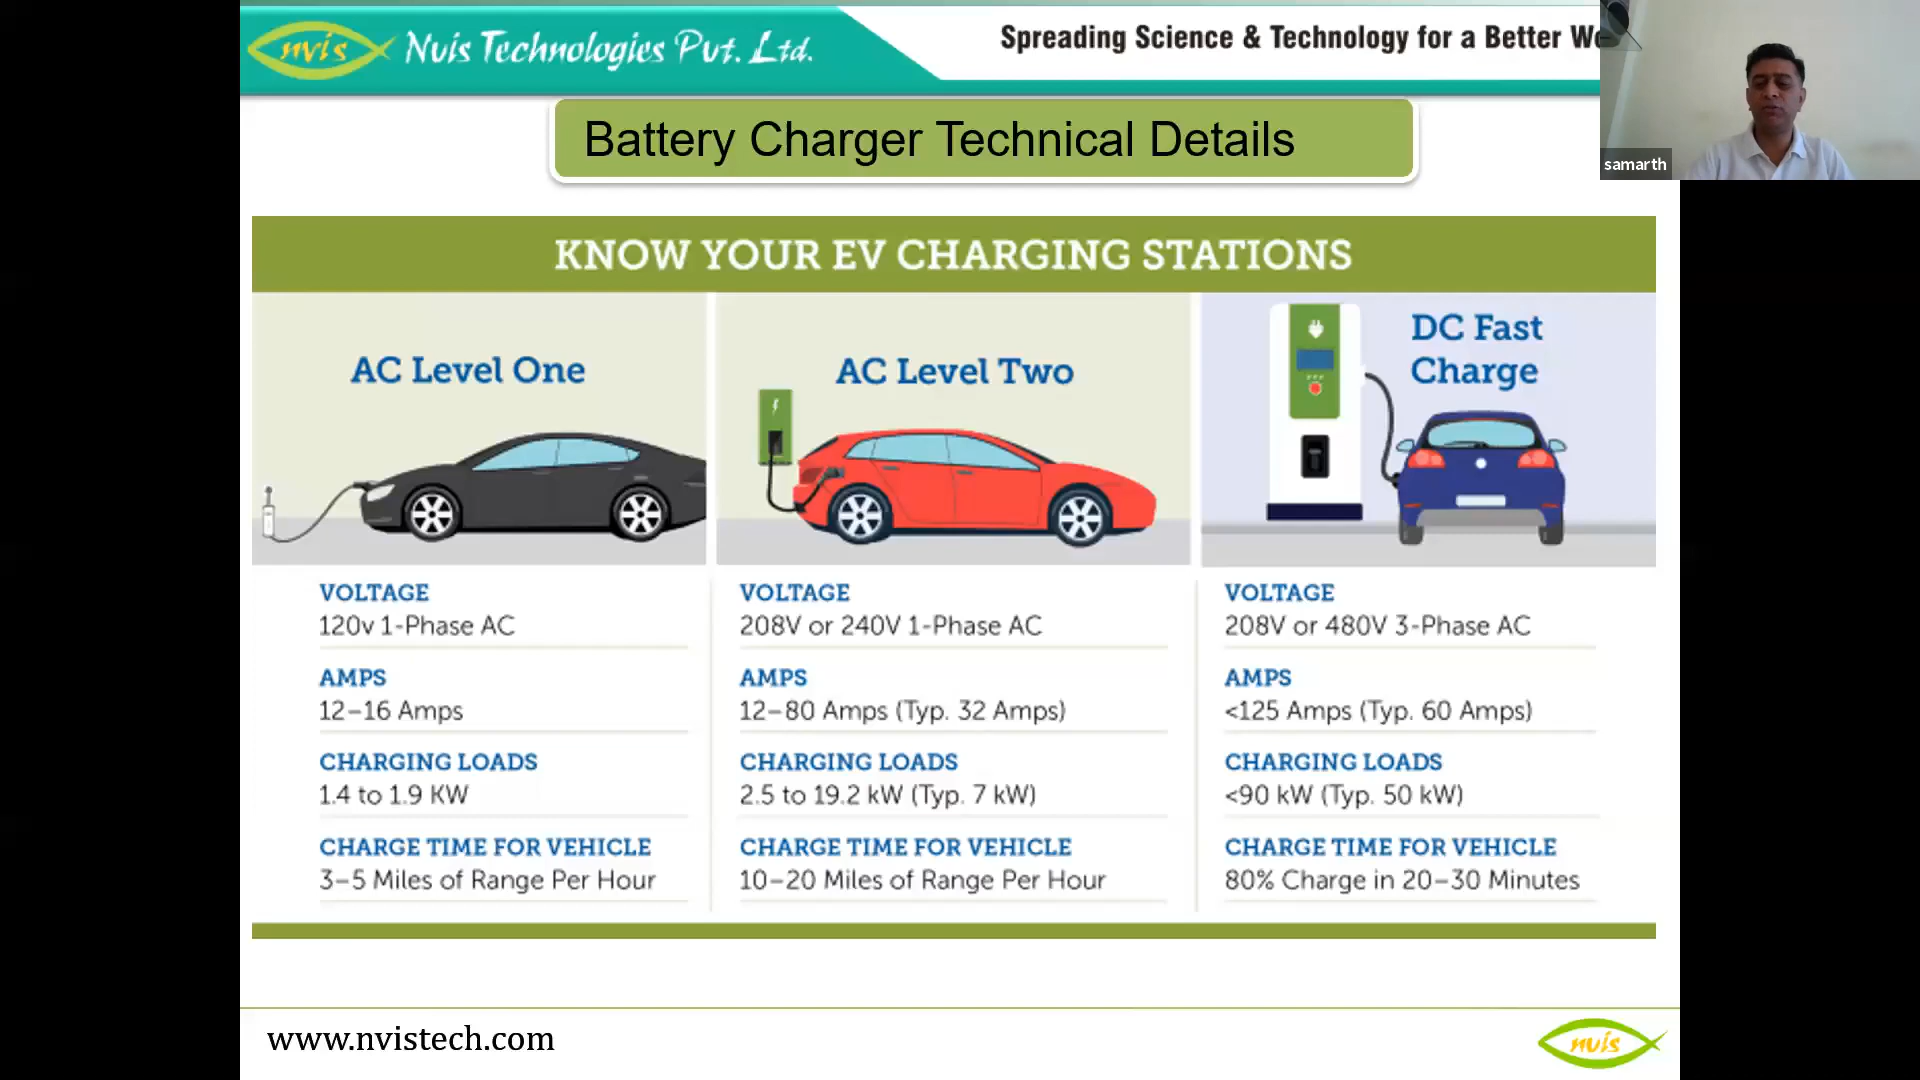 nvis
Nvis Technologies Pvt. Ltd.
Spreading Science & Technology for a Better
samarth
Battery Charger Technical Details
KNOW YOUR EV CHARGING STATIONS
AC Level One
AC Level Two
DC Fast
Charge
VOLTAGE
120v 1-Phase AC
AMPS
12–16 Amps
CHARGING LOADS
1.4 to 1.9 KW
CHARGE TIME FOR VEHICLE
3–5 Miles of Range Per Hour
VOLTAGE
208V or 240V 1-Phase AC
AMPS
12–80 Amps (Typ. 32 Amps)
CHARGING LOADS
2.5 to 19.2 kW (Typ. 7 kW)
CHARGE TIME FOR VEHICLE
10–20 Miles of Range Per Hour
VOLTAGE
208V or 480V 3-Phase AC
AMPS
<125 Amps (Typ. 60 Amps)
CHARGING LOADS
<90 kW (Typ. 50 kW)
CHARGE TIME FOR VEHICLE
80% Charge in 20–30 Minutes
www.nvistech.com
nvis